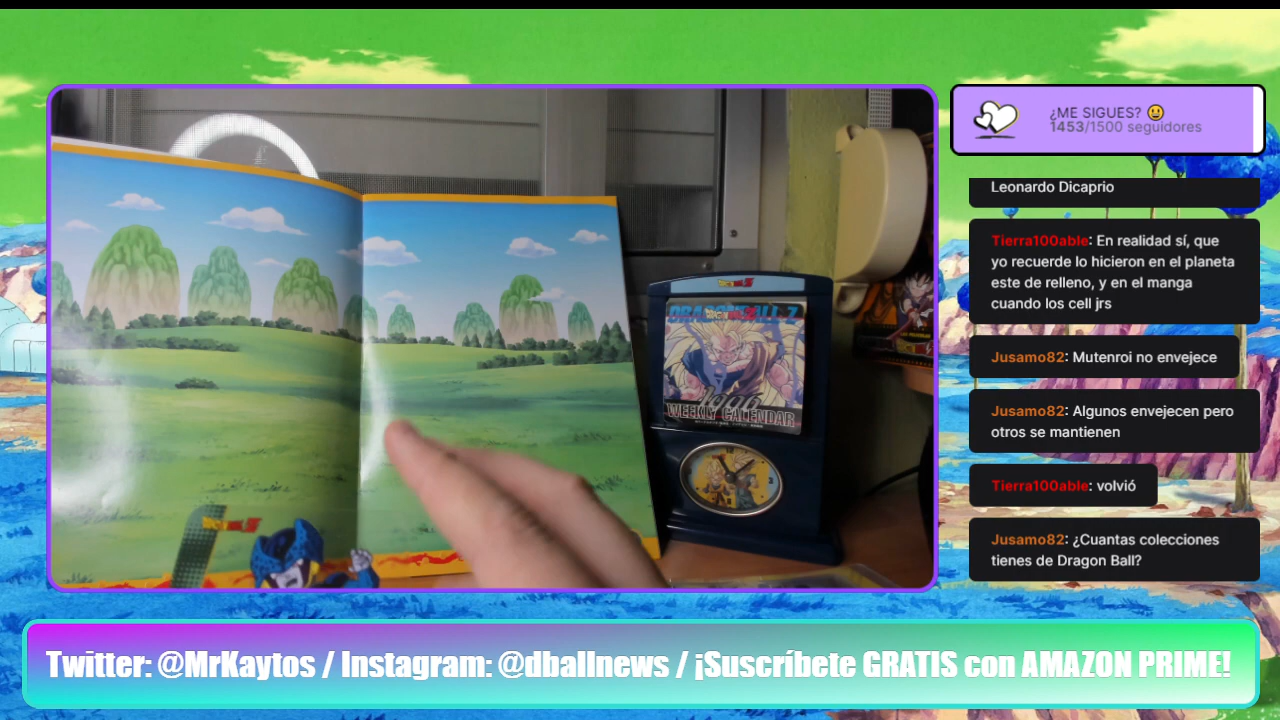 ¿ME SIGUES?
1453/1500 seguidores
Leonardo Dicaprio
Tierra100able: En realidad sí, que
yo recuerde lo hicieron en el planeta
este de relleno, y en el manga
cuando los cell jrs
Jusamo82: Mutenroi no envejece
Jusamo82: Algunos envejecen pero
otros se mantienen
Tierra100able: volvió
Jusamo82: ¿Cuantas colecciones
tienes de Dragon Ball?
DRAGON BALL Z
1996
WEEKLY CALENDAR
Twitter: @MrKaytos / Instagram: @dballnews / ¡Suscríbete GRATIS con AMAZON PRIME!